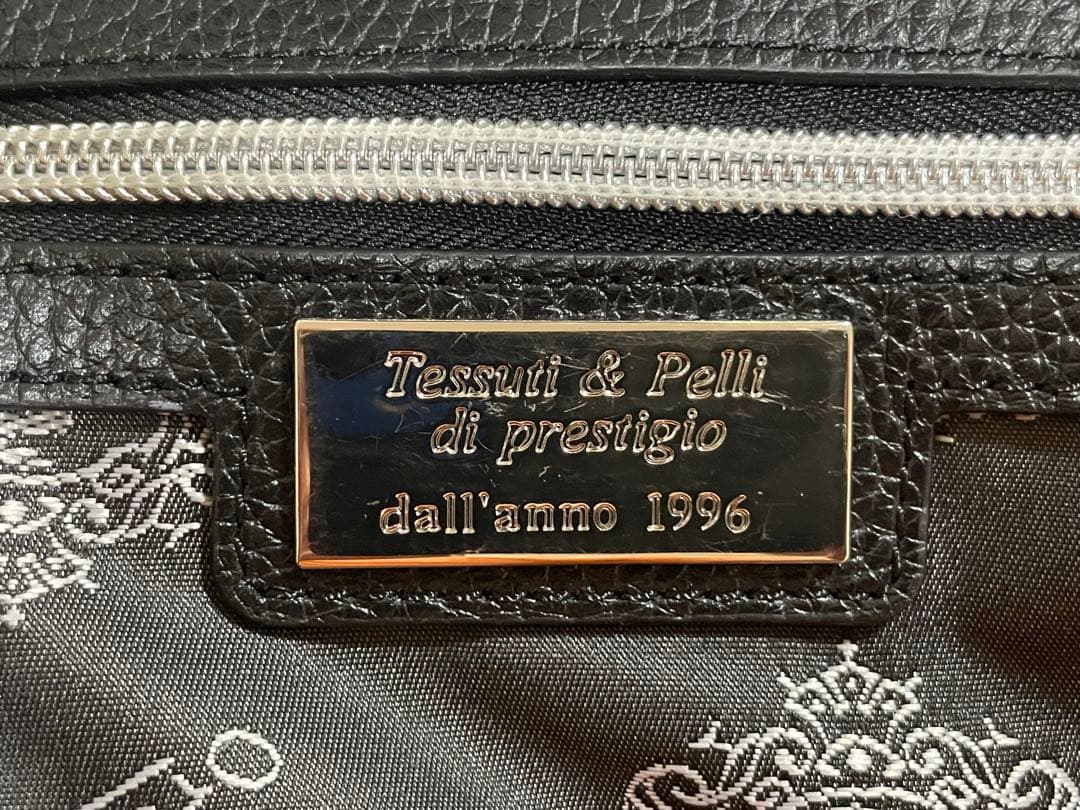 Tessuti & Pelli
di prestigio
dall'anno 1996